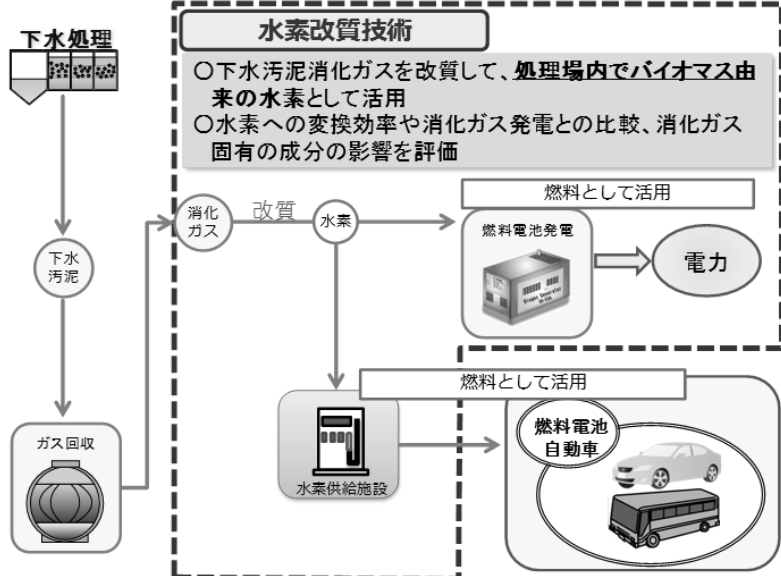 下水処理
水素改質技術
〇下水汚泥消化ガスを改質して、処理場内でバイオマス由
来の水素として活用
〇水素への変換効率や消化ガス発電との比較、消化ガス
固有の成分の影響を評価
燃料として活用
消化
ガス
改質
水素
燃料電池発電
電力
下水
汚泥
燃料として活用
燃料電池
自動車
ガス回収
水素供給施設